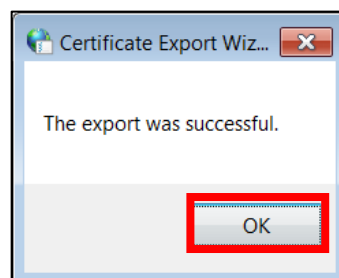 Certificate Export Wiz...
The export was successful.
OK